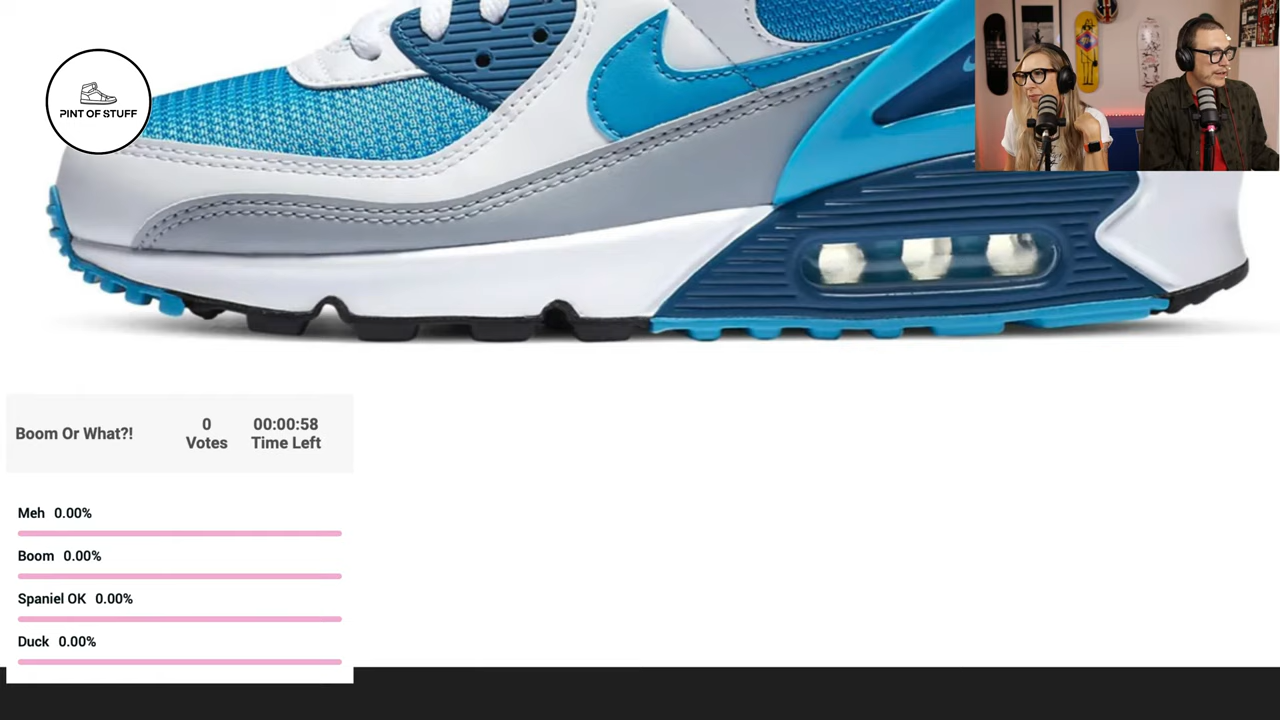 PINT OF STUFF
Boom Or What?!
0
Votes
00:00:58
Time Left
Meh 0.00%
Boom 0.00%
Spaniel OK 0.00%
Duck 0.00%